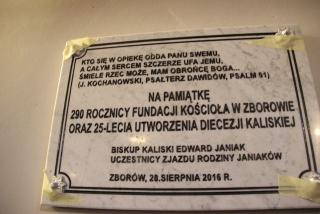 KTO SIĘ W OPIEKĘ ODDA PANU SWEMU,
A CAŁYM SERCEM SZCZERZE UFA JEMU,
ŚMIELE RZEC MOŻE, MAM OBROŃCĘ BOGA...
(J. KOCHANOWSKI, PSAŁTERZ DAWIDÓW, PSALM 91)
NA PAMIĄTKĘ
290 ROCZNICY FUNDACJI KOŚCIOŁA W ZBOROWIE
ORAZ 25-LECIA UTWORZENIA DIECEZJI KALISKIEJ
BISKUP KALISKI EDWARD JANIAK
UCZESTNICY ZJAZDU RODZINY JANIAKÓW
ZBORÓW, 28.SIERPNIA 2016 R.